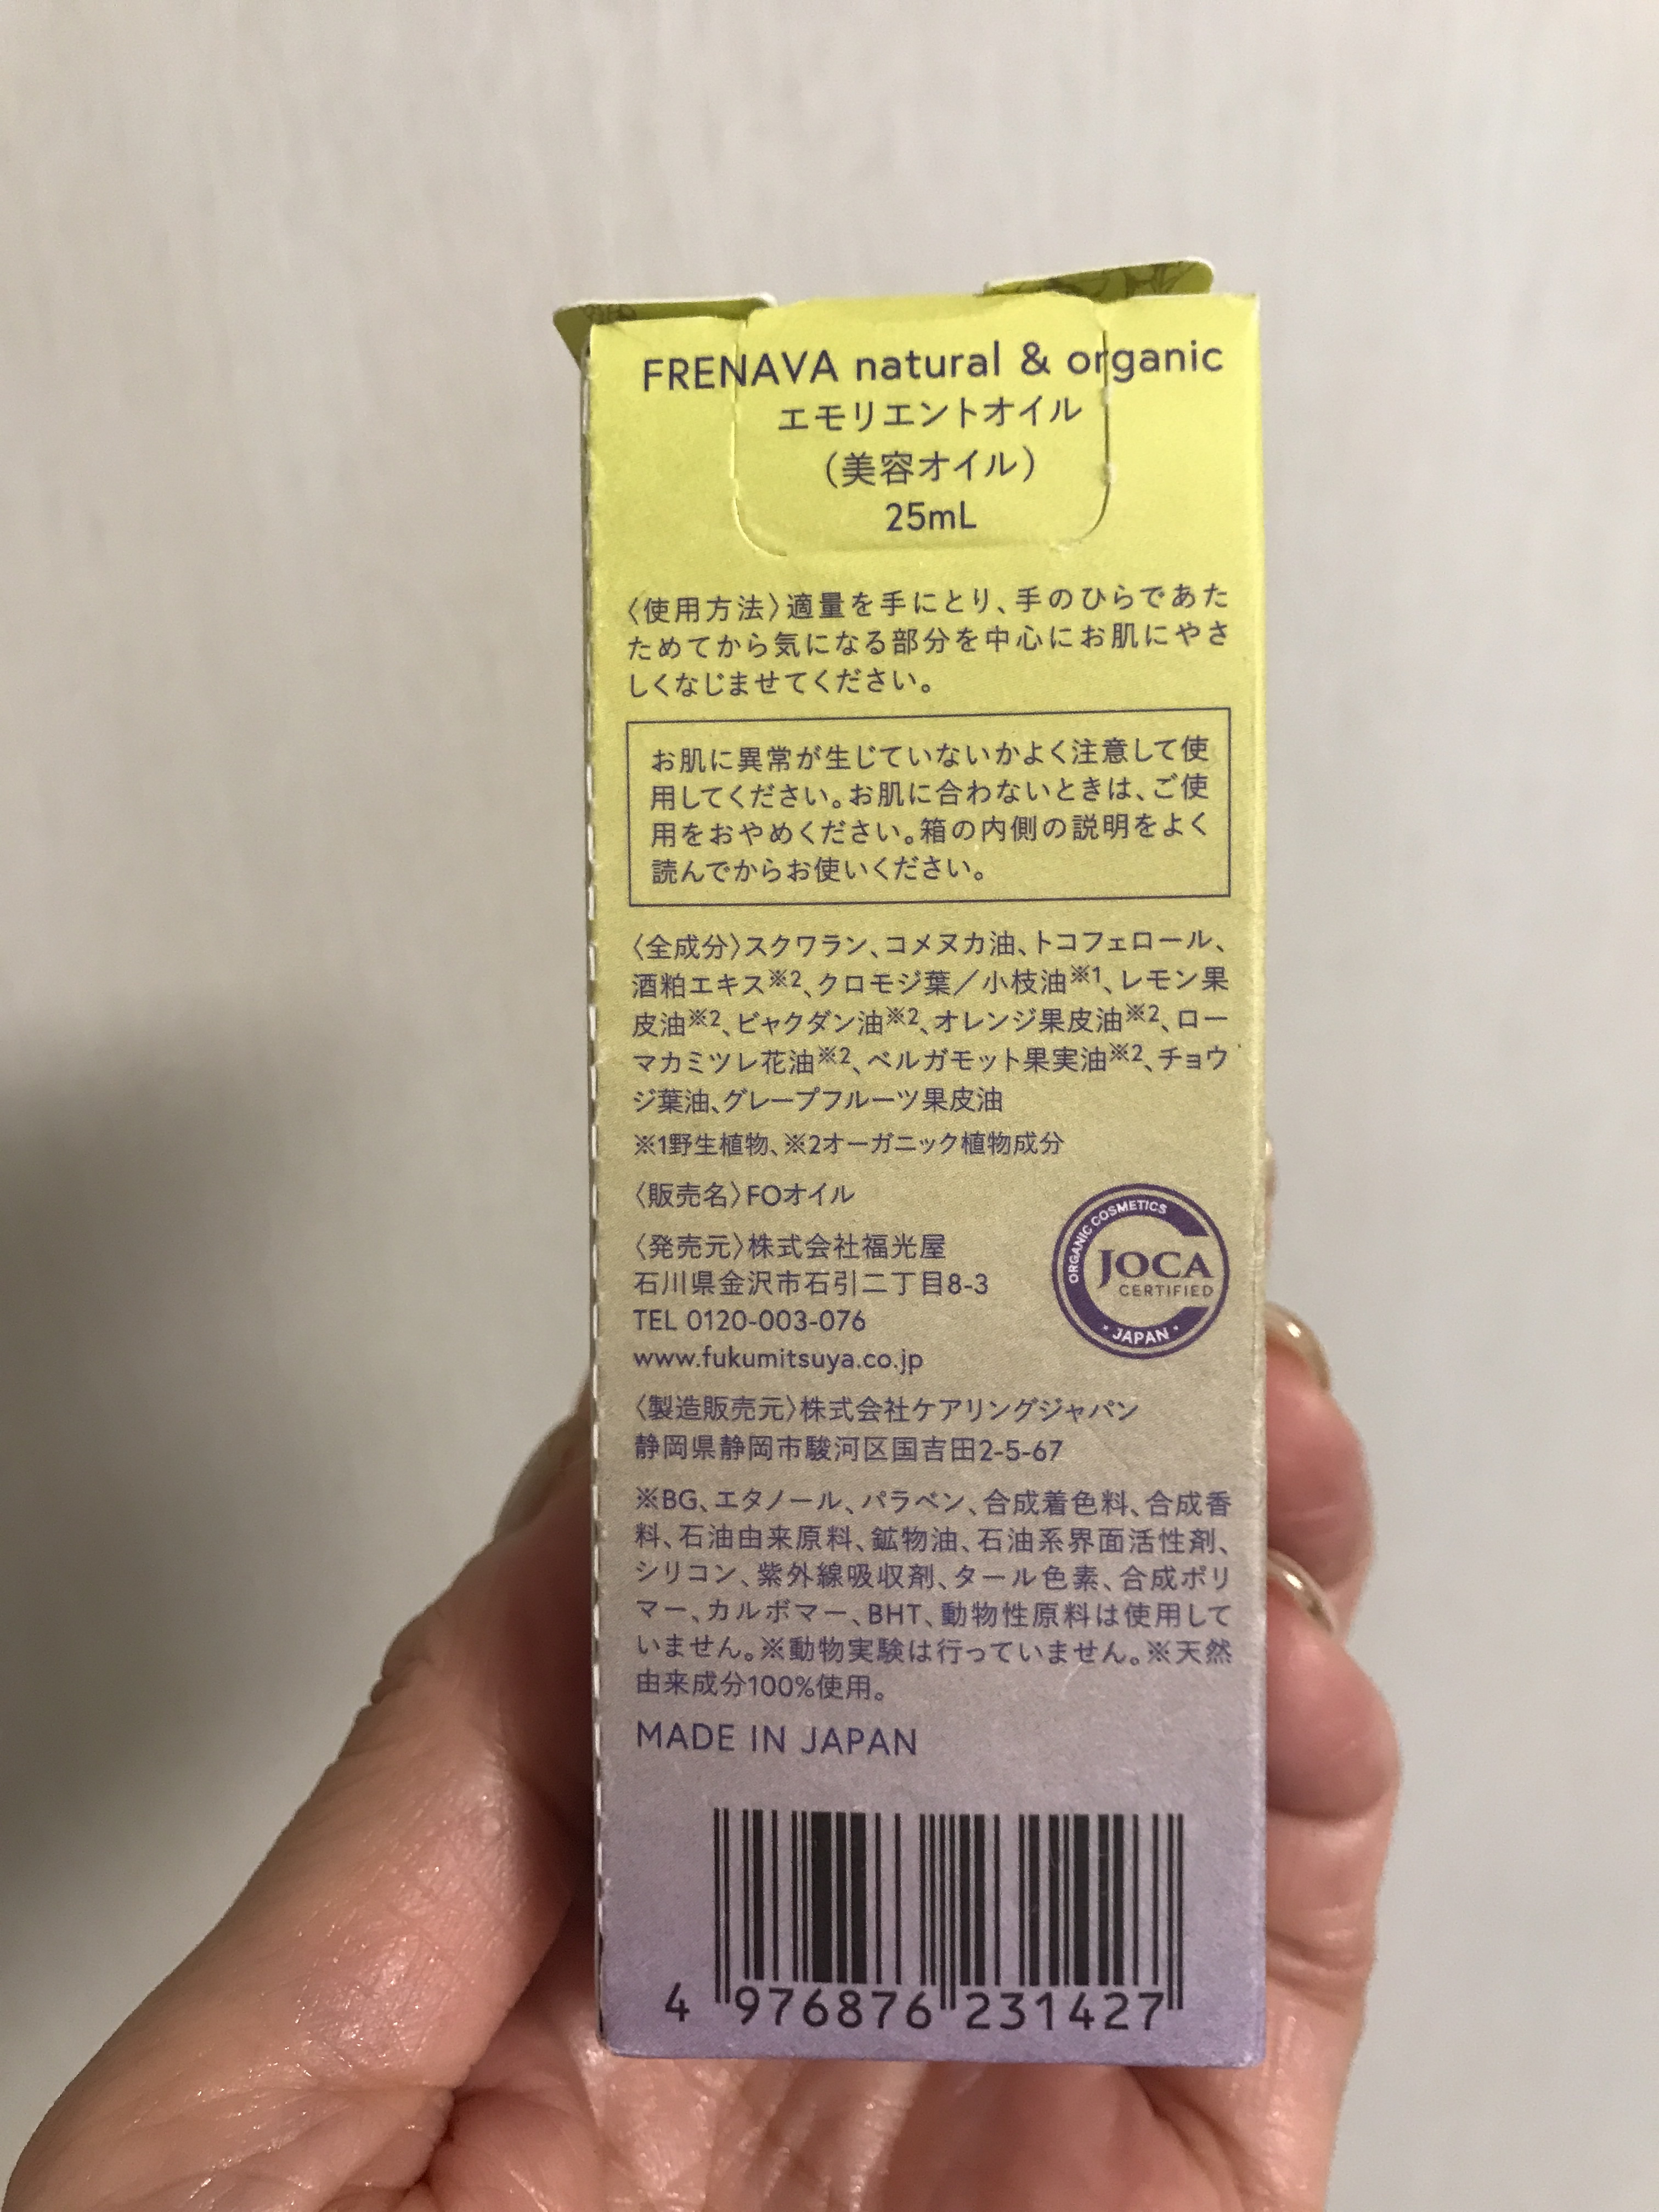 FRENAVA natural & organic
エモリエントオイル
(美容オイル)
25mL
〈使用方法〉適量を手にとり、手のひらであた
ためてから気になる部分を中心にお肌にやさ
しくなじませてください。
お肌に異常が生じていないかよく注意して使
用してください。お肌に合わないときは、ご使
用をおやめください。箱の内側の説明をよく
読んでからお使いください。
〈全成分〉スクワラン、コメヌカ油、トコフェロール、
酒粕エキス※2、クロモジ葉/小枝油※1、レモン果
皮油※2、ビャクダン油※2、オレンジ果皮油※2、ロー
マカミツレ花油※2、ベルガモット果実油※2、チョウ
ジ葉油、グレープフルーツ果皮油
※1野生植物、※2オーガニック植物成分
〈販売名〉FOオイル
〈発売元〉株式会社福光屋
石川県金沢市石引二丁目8-3
TEL 0120-003-076
www.fukumitsuya.co.jp
ORGANIC COSMETICS
JOCA
CERTIFIED
・JAPAN・
〈製造販売元〉株式会社ケアリングジャパン
静岡県静岡市駿河区国吉田2-5-67
※BG、エタノール、パラベン、合成着色料、合成香
料、石油由来原料、鉱物油、石油系界面活性剤、
シリコン、紫外線吸収剤、タール色素、合成ポリ
マー、カルボマー、BHT、動物性原料は使用して
いません。※動物実験は行っていません。※天然
由来成分100%使用。
MADE IN JAPAN
4 976876 231427